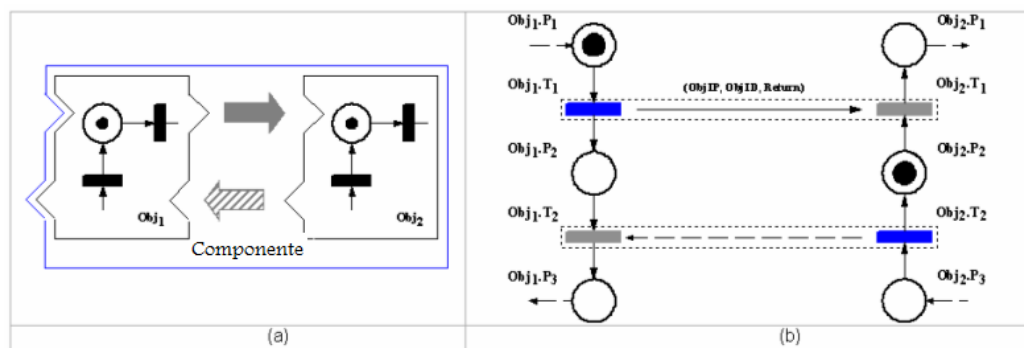 Obj1
Obj2
Componente
(a)
Obj1.P1
Obj2.P1
Obj1.T1
(ObjIP, ObjID, Return)
Obj2.T1
Obj1.P2
Obj2.P2
Obj1.T2
Obj2.T2
Obj1.P3
Obj2.P3
(b)